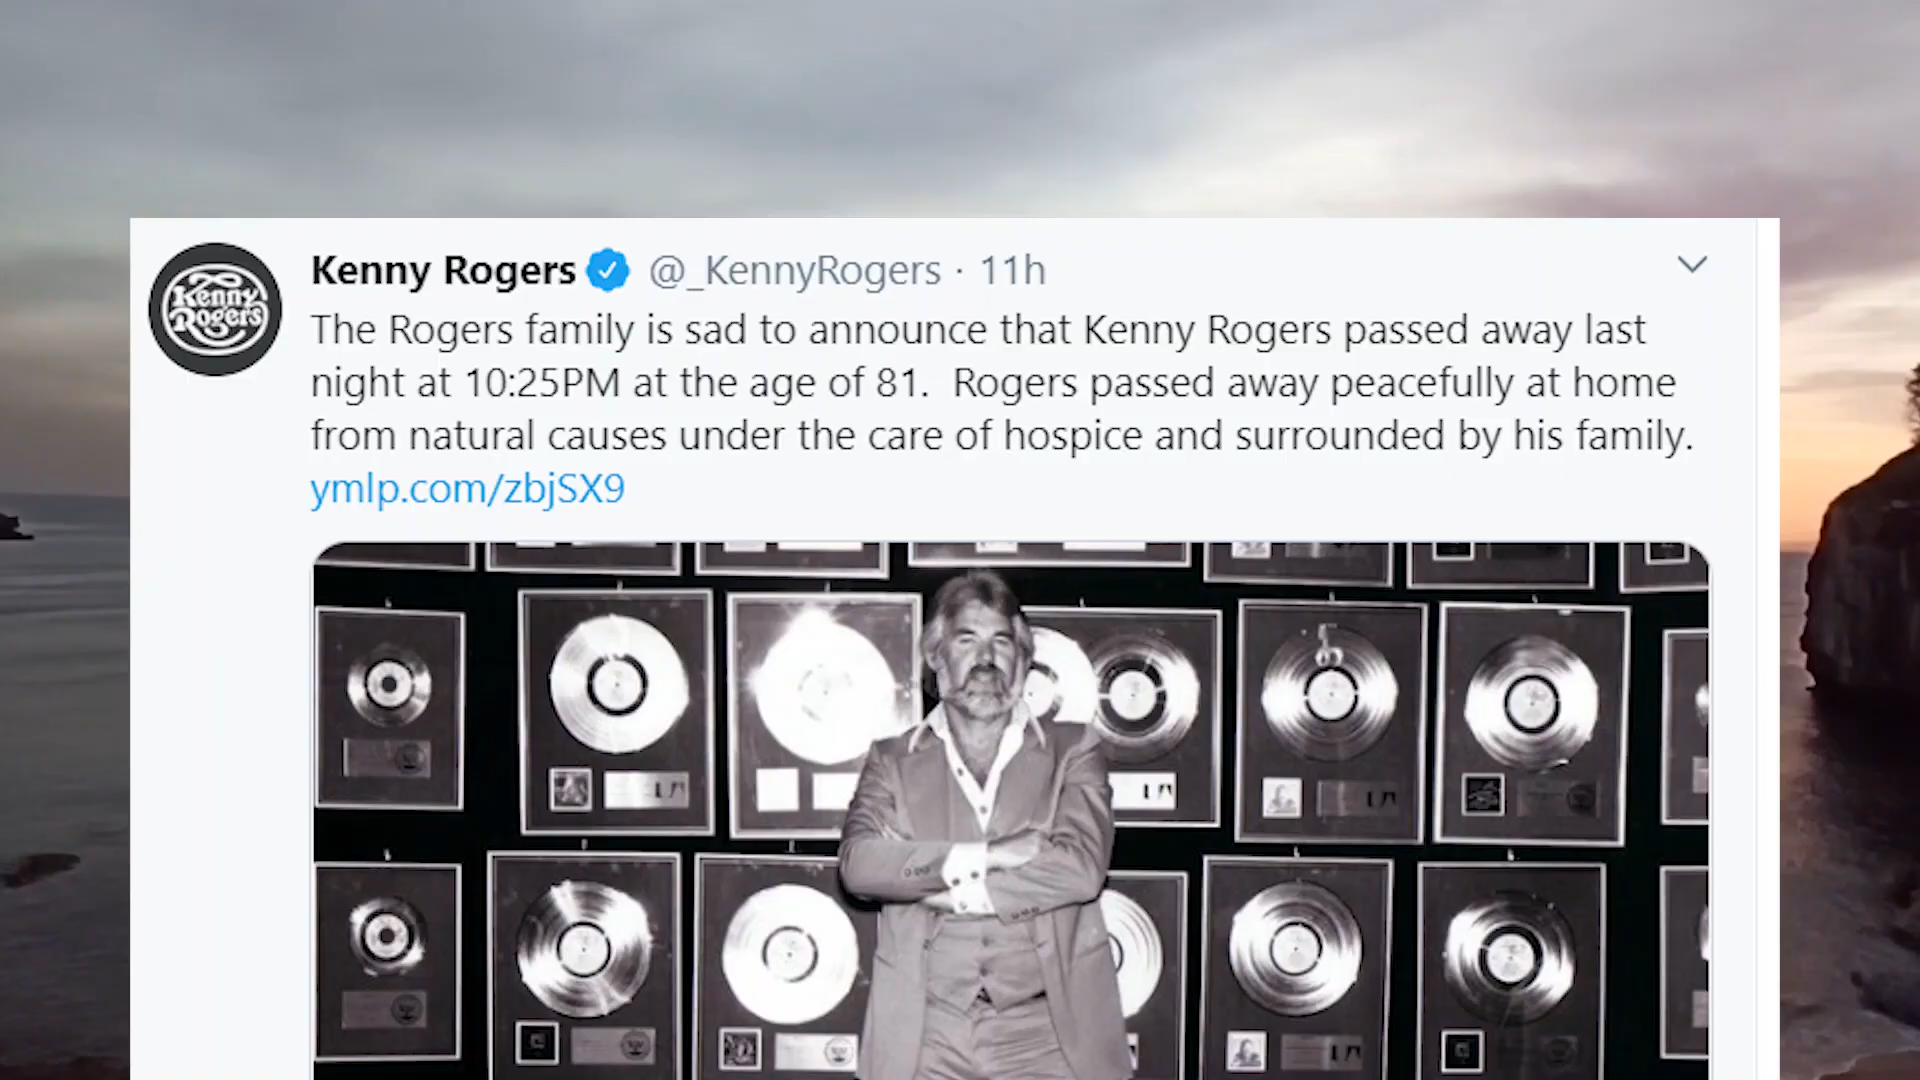 Kenny
Rogers
Kenny Rogers @_KennyRogers · 11h
The Rogers family is sad to announce that Kenny Rogers passed away last
night at 10:25PM at the age of 81.  Rogers passed away peacefully at home
from natural causes under the care of hospice and surrounded by his family.
ymlp.com/zbjSX9